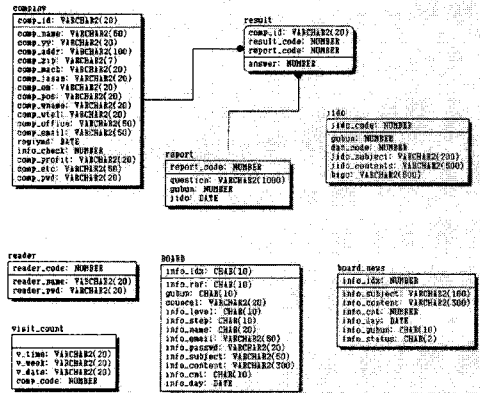 company
comp_id: VARCHAR2(20)
comp_name: VARCHAR2(50)
comp_yy: VARCHAR2(20)
comp_addr: VARCHAR2(100)
comp_zip: VARCHAR2(7)
comp_mach: VARCHAR2(20)
comp_jasan: VARCHAR2(20)
comp_om: VARCHAR2(20)
comp_pos: VARCHAR2(20)
comp_wname: VARCHAR2(20)
comp_wtel: VARCHAR2(20)
comp_office: VARCHAR2(50)
comp_email: VARCHAR2(50)
regiymd: DATE
info_check: NUMBER
comp_profit: VARCHAR2(20)
comp_etc: VARCHAR2(50)
comp_pwd: VARCHAR2(20)
result
comp_id: VARCHAR2(20)
result_code: NUMBER
report_code: NUMBER
answer: NUMBER
report
report_code: NUMBER
question: VARCHAR2(1000)
gubun: NUMBER
jido: DATE
jido
jido_code: NUMBER
gubun: NUMBER
dan_code: NUMBER
jido_subject: VARCHAR2(200)
jido_contents: VARCHAR2(500)
bigo: VARCHAR2(500)
reader
reader_code: NUMBER
reader_name: VARCHAR2(20)
reader_pwd: VARCHAR2(20)
visit_count
v_time: VARCHAR2(20)
v_week: VARCHAR2(20)
v_date: VARCHAR2(20)
comp_code: NUMBER
BOARD
info_idx: CHAR(10)
info_ref: CHAR(10)
gubun: CHAR(10)
councel: VARCHAR2(20)
info_level: CHAR(10)
info_step: CHAR(10)
info_name: CHAR(20)
info_email: VARCHAR2(50)
info_passwd: VARCHAR2(20)
info_subject: VARCHAR2(50)
info_content: VARCHAR2(300)
info_cnt: CHAR(10)
info_day: DATE
board_news
info_idx: NUMBER
info_subject: VARCHAR2(100)
info_content: VARCHAR2(500)
info_cnt: NUMBER
info_day: DATE
info_gubun: CHAR(10)
info_status: CHAR(2)